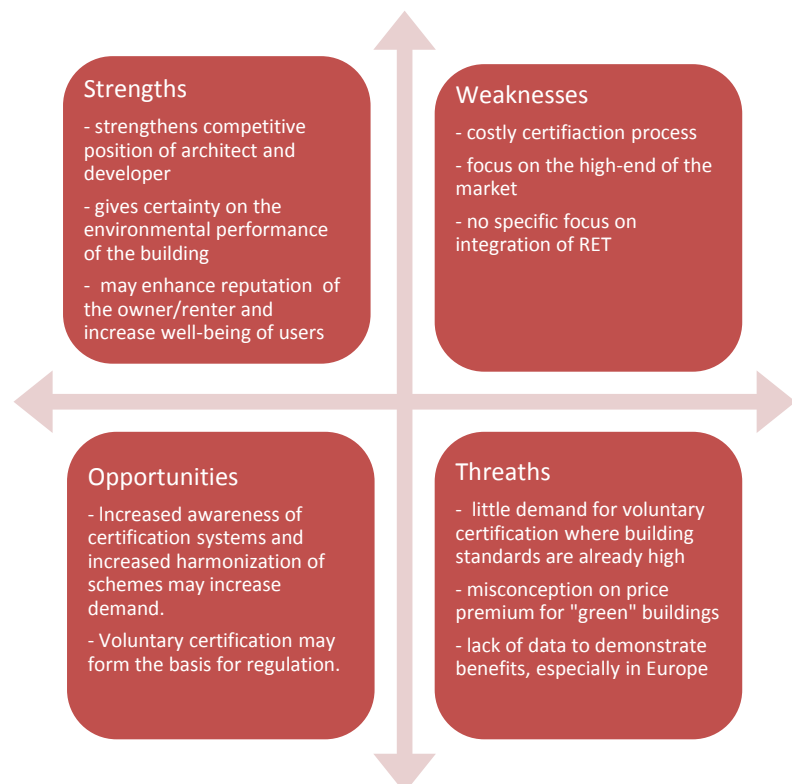 Strengths
- strengthens competitive
position of architect and
developer
- gives certainty on the
environmental performance
of the building
- may enhance reputation of
the owner/renter and
increase well-being of users
Weaknesses
- costly certifiaction process
- focus on the high-end of the
market
- no specific focus on
integration of RET
Opportunities
- Increased awareness of
certification systems and
increased harmonization of
schemes may increase
demand.
- Voluntary certification may
form the basis for regulation.
Threaths
- little demand for voluntary
certification where building
standards are already high
- misconception on price
premium for "green" buildings
- lack of data to demonstrate
benefits, especially in Europe